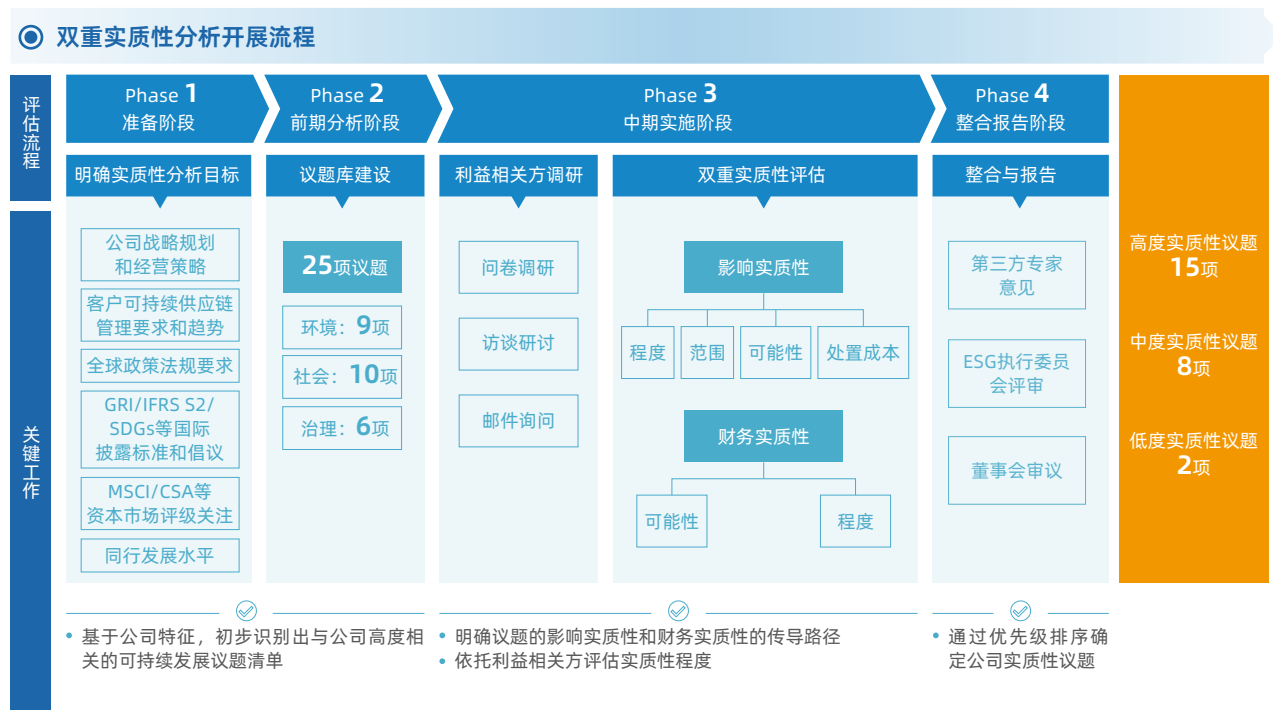 双重实质性分析开展流程
评估流程
Phase 1
准备阶段
Phase 2
前期分析阶段
Phase 3
中期实施阶段
Phase 4
整合报告阶段
明确实质性分析目标
议题库建设
利益相关方调研
双重实质性评估
整合与报告
关键工作
公司战略规划
和经营策略
客户可持续供应链
管理要求和趋势
全球政策法规要求
GRI/IFRS S2/
SDGs等国际
披露标准和倡议
MSCI/CSA等
资本市场评级关注
同行发展水平
25项议题
环境：9项
社会：10项
治理：6项
问卷调研
访谈研讨
邮件询问
影响实质性
程度
范围
可能性
处置成本
财务实质性
可能性
程度
第三方专家
意见
ESG执行委员
会评审
董事会审议
高度实质性议题
15项
中度实质性议题
8项
低度实质性议题
2项
• 基于公司特征，初步识别出与公司高度相
关的可持续发展议题清单
• 明确议题的影响实质性和财务实质性的传导路径
• 依托利益相关方评估实质性程度
• 通过优先级排序确
定公司实质性议题